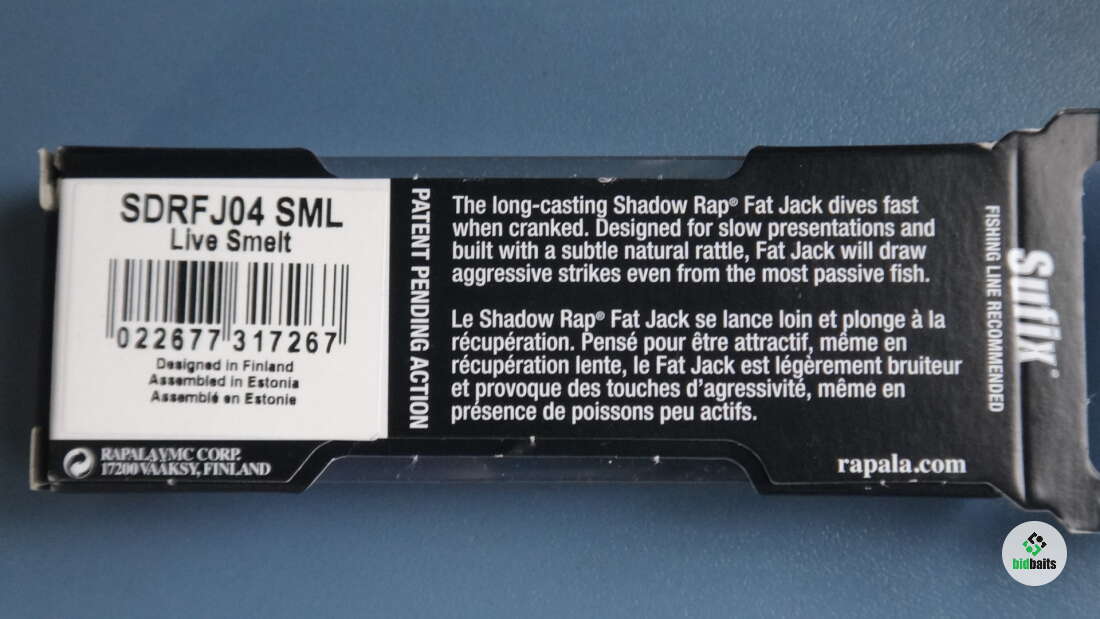 SDRFJ04 SML
Live Smelt
022677 317267
Designed in Finland
Assembled in Estonia
Assemblé en Estonie
RAPALA VMC CORP.
17200 VÄÄKSY, FINLAND
PATENT PENDING ACTION
The long-casting Shadow Rap® Fat Jack dives fast
when cranked. Designed for slow presentations and
built with a subtle natural rattle, Fat Jack will draw
aggressive strikes even from the most passive fish.
Le Shadow Rap® Fat Jack se lance loin et plonge à la
récupération. Pensé pour être attractif, même en
récupération lente, le Fat Jack est légérement bruiteur
et provoque des touches d'agressivité, même en
présence de poissons peu actifs.
rapala.com
Sufix®
FISHING LINE RECOMMENDED
bidbaits